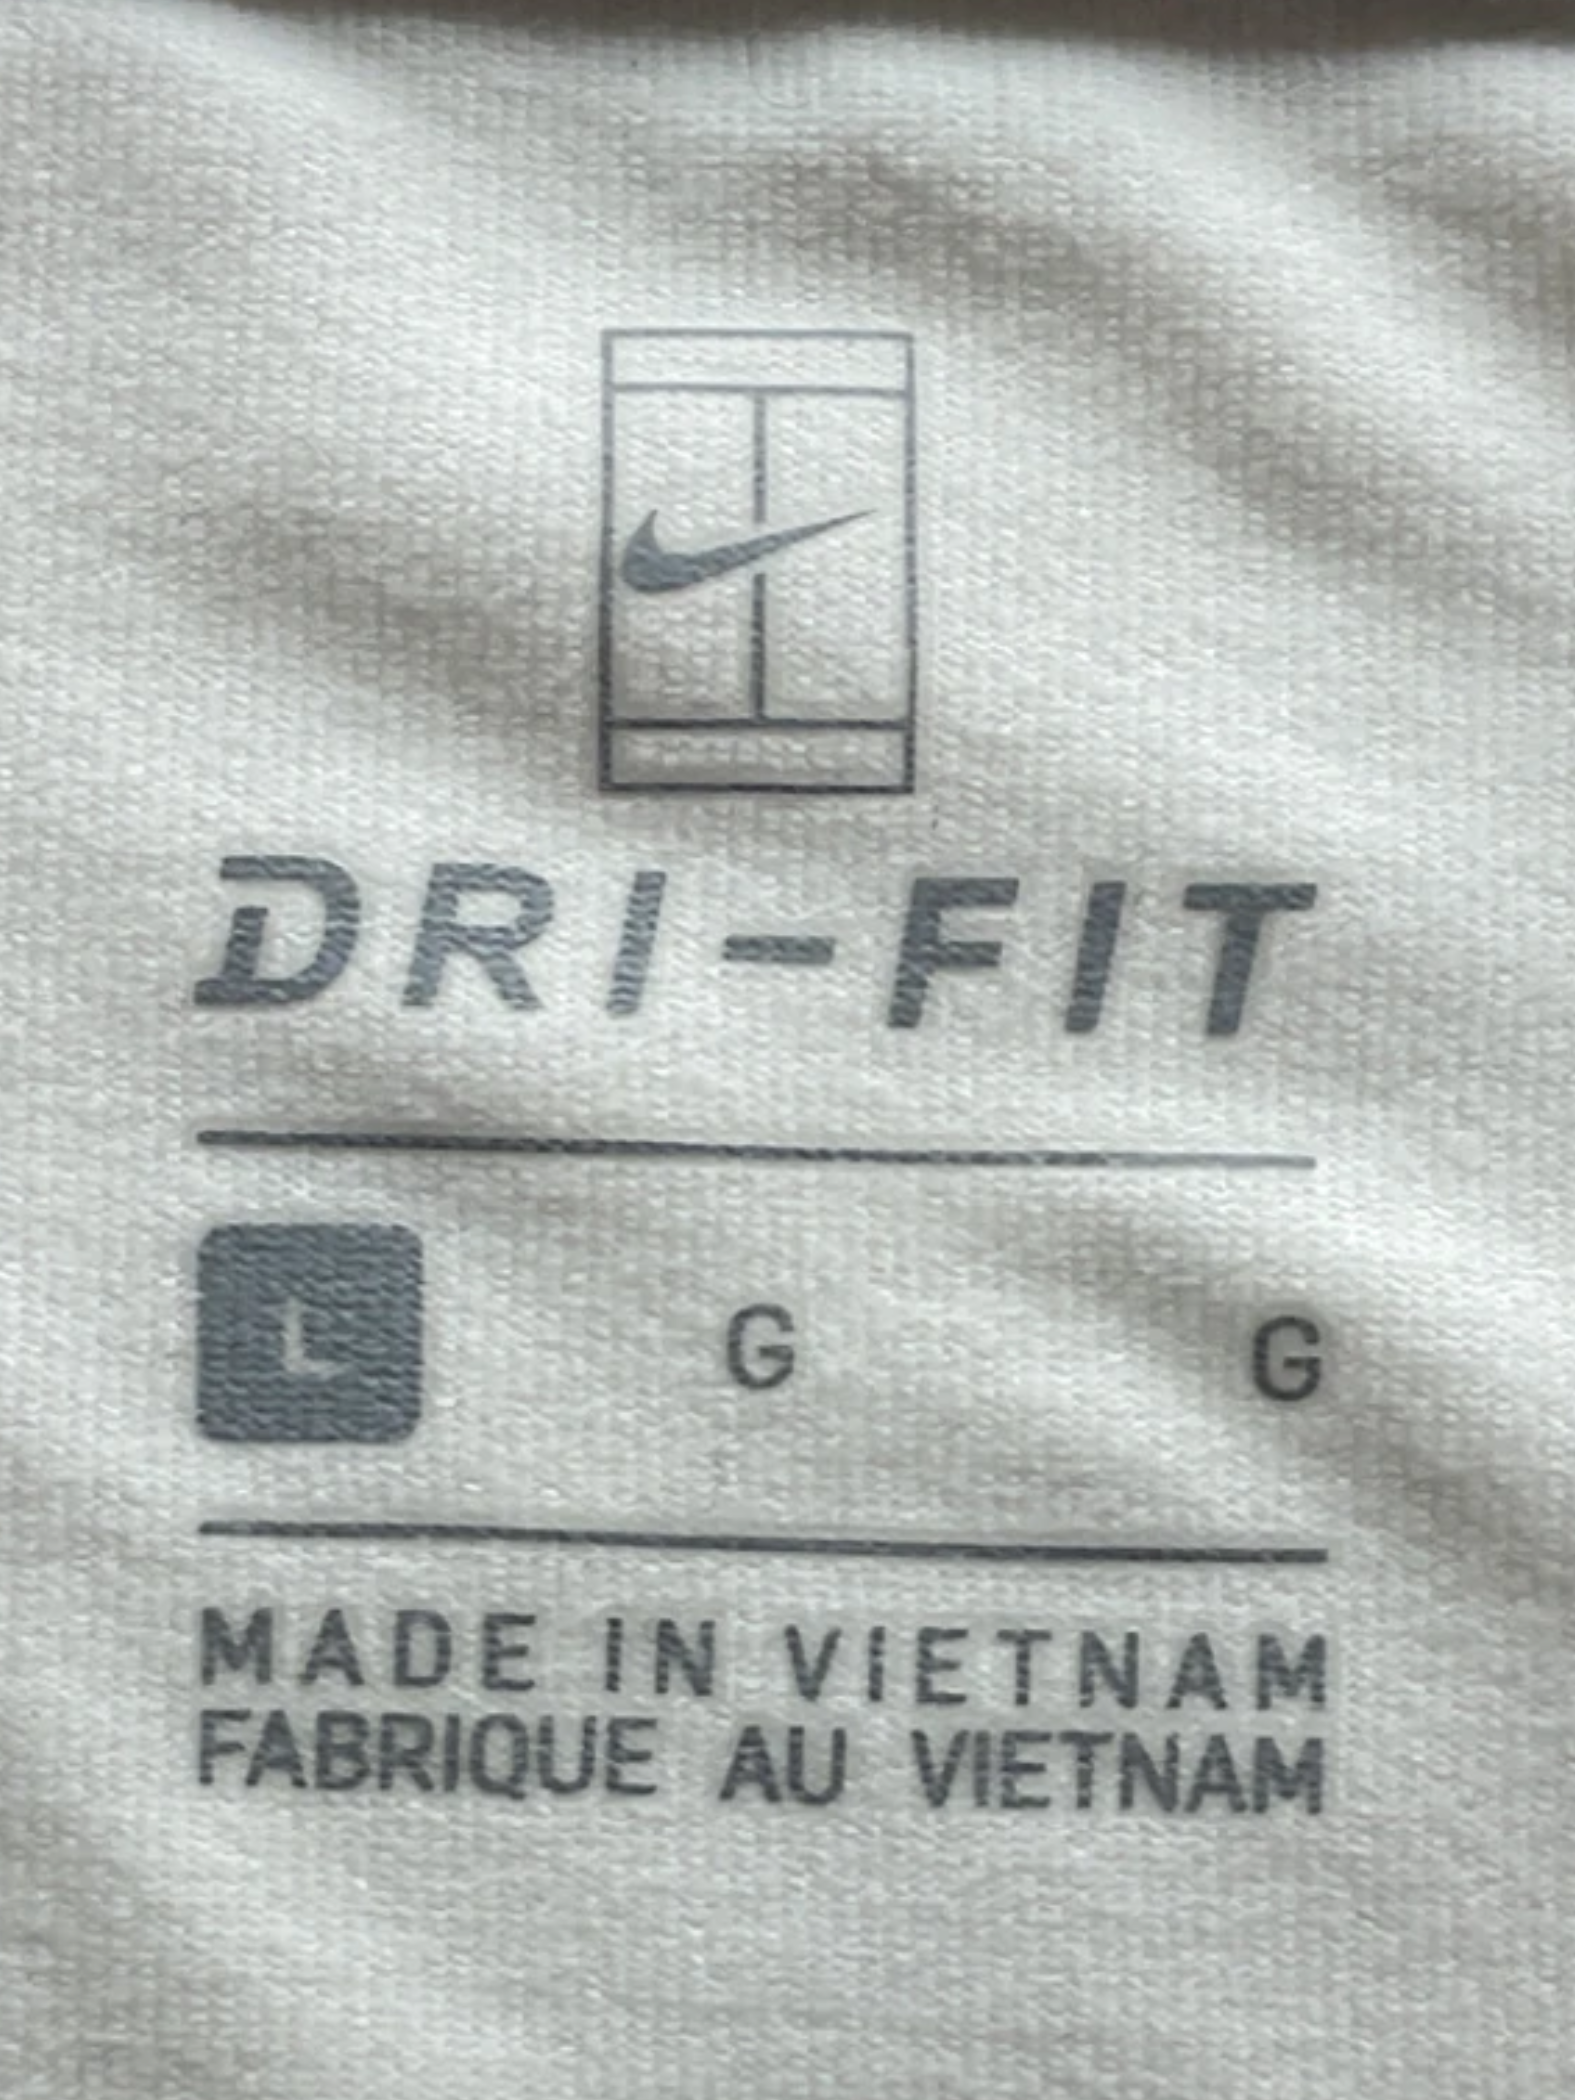 DRI-FIT
L G G
MADE IN VIETNAM
FABRIQUE AU VIETNAM